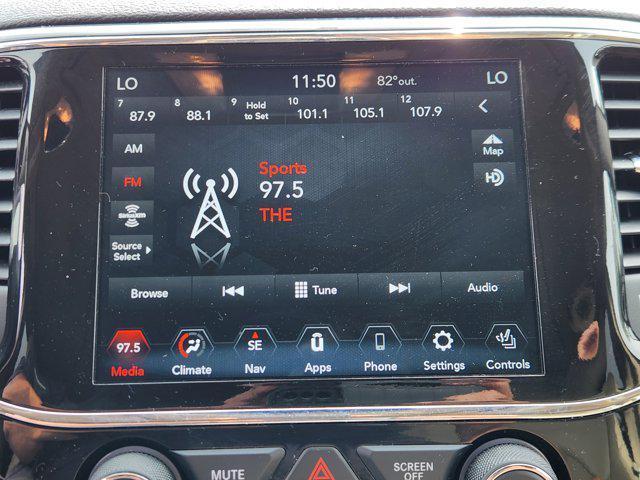 LO 11:50 82°out. LO
7 87.9 8 88.1 9 Hold to Set 10 101.1 11 105.1 12 107.9
AM
Map
FM
Sports
97.5
THE
HD
SiriusXM
Source Select
Browse Tune Audio
97.5 SE
Media Climate Nav Apps Phone Settings Controls
MUTE SCREEN OFF